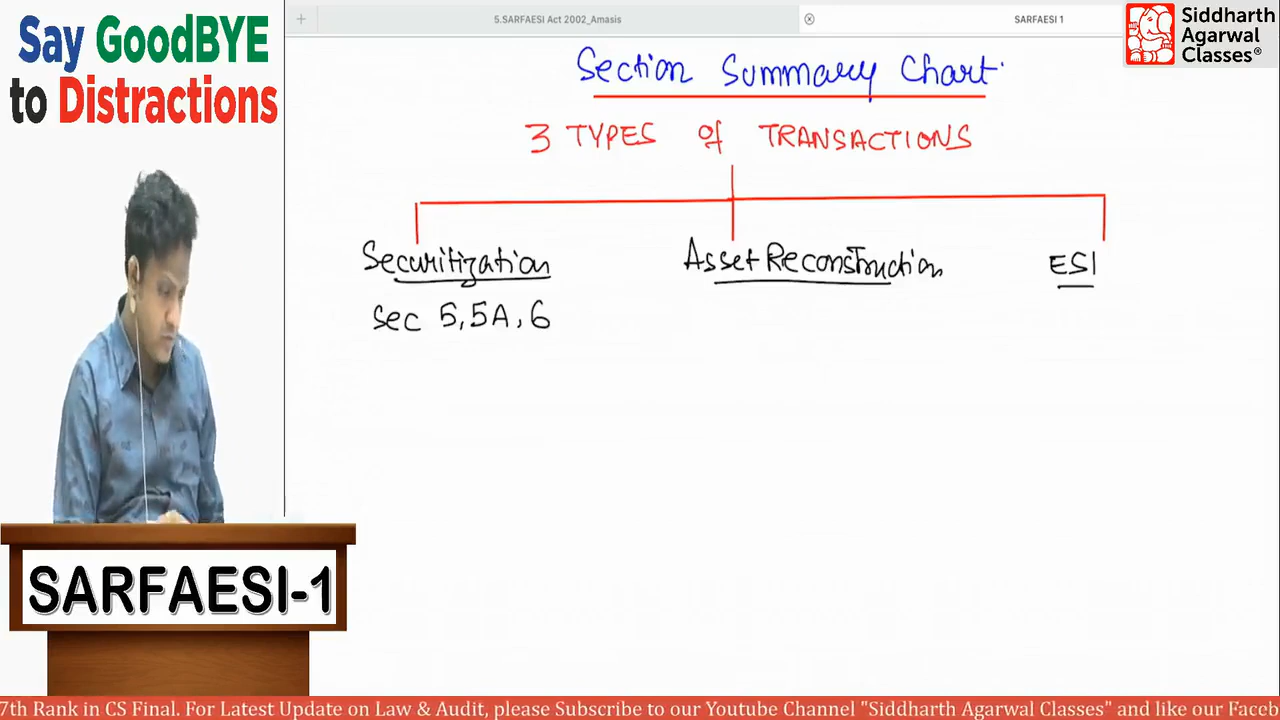 Say GoodBYE
to Distractions
5.SARFAESI Act 2002_Amasis
SARFAESI 1
Siddharth
Agarwal
Classes®
Section Summary Chart.
3 TYPES of TRANSACTIONS
Securitization
Asset Reconstruction
ESI
Sec 5, 5A, 6
SARFAESI-1
7th Rank in CS Final. For Latest Update on Law & Audit, please Subscribe to our Youtube Channel "Siddharth Agarwal Classes" and like our Faceb